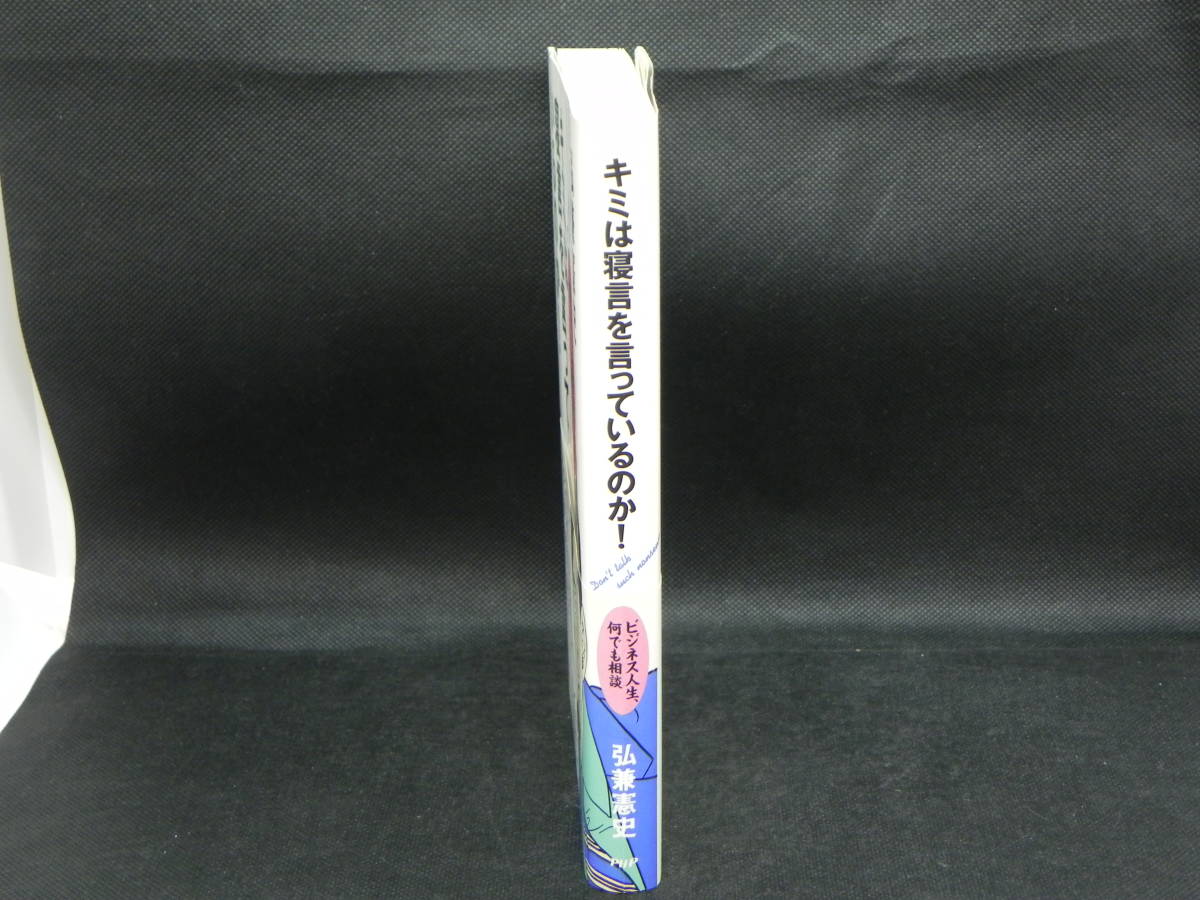 キミは寝言を言っているのか！
Don't talk
such nonsense
ビジネス人生、
何でも相談
弘兼憲史
PHP